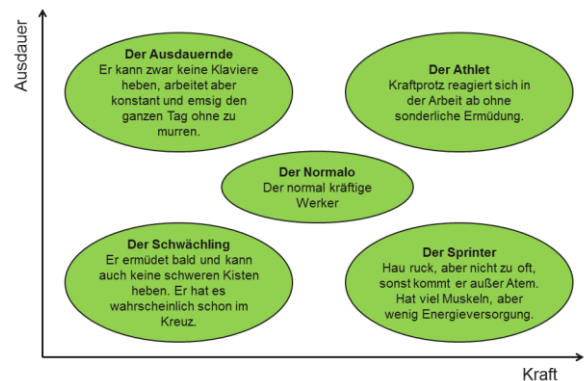 Ausdauer
Der Ausdauernde
Er kann zwar keine Klaviere
heben, arbeitet aber
konstant und emsig den
ganzen Tag ohne zu
murren.
Der Athlet
Kraftprotz reagiert sich in
der Arbeit ab ohne
sonderliche Ermüdung.
Der Normalo
Der normal kräftige
Werker
Der Schwächling
Er ermüdet bald und kann
auch keine schweren Kisten
heben. Er hat es
wahrscheinlich schon im
Kreuz.
Der Sprinter
Hau ruck, aber nicht zu oft,
sonst kommt er außer Atem.
Hat viel Muskeln, aber
wenig Energieversorgung.
Kraft